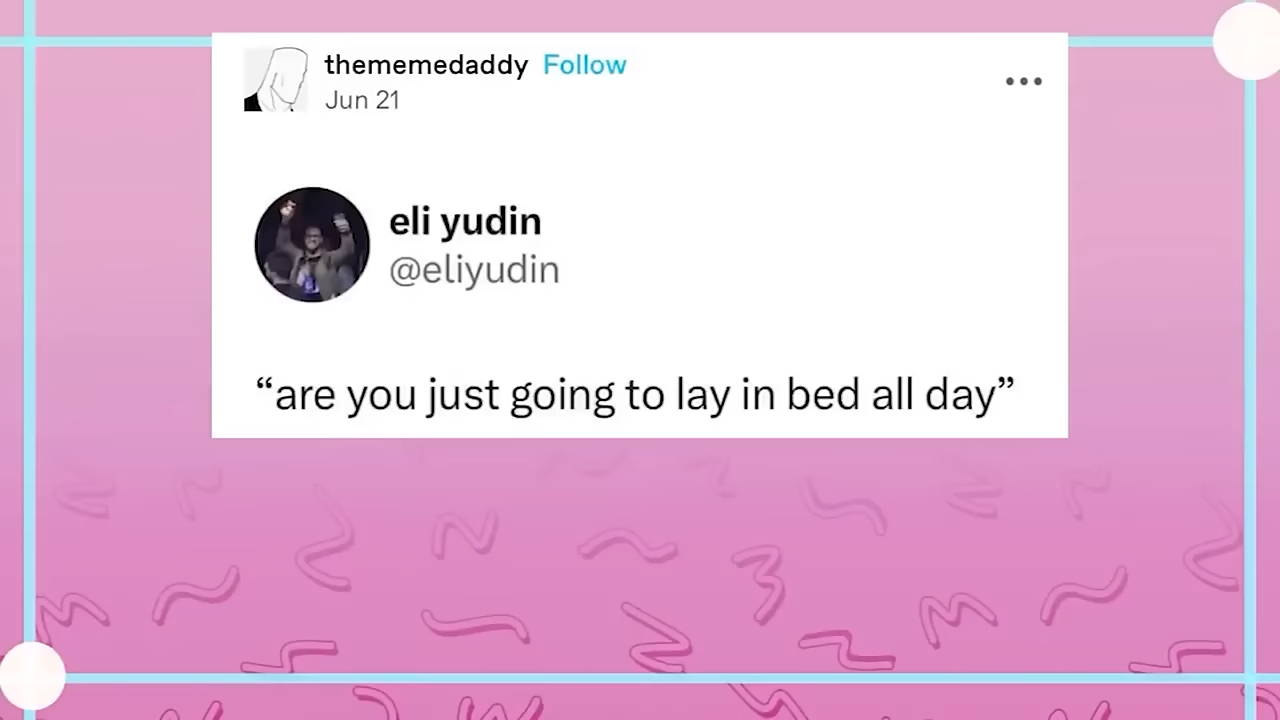 thememedaddy Follow
Jun 21
eli yudin
@eliyudin
“are you just going to lay in bed all day”